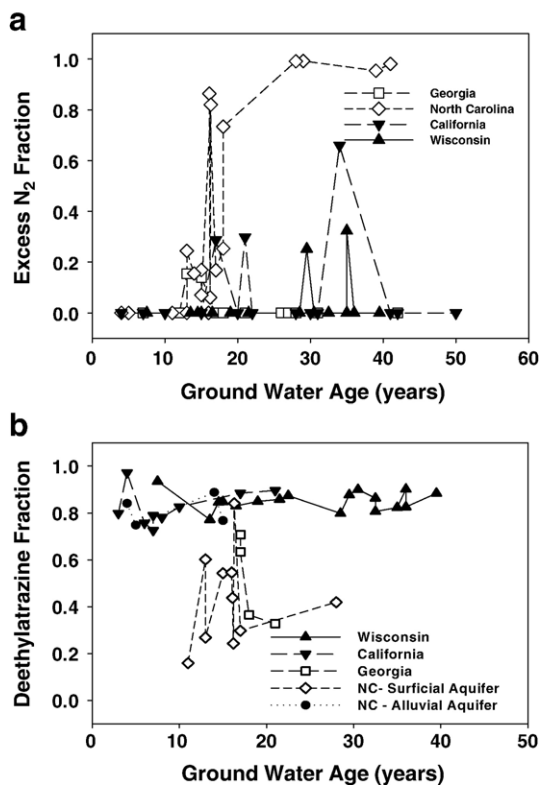 a
Excess N2 Fraction
1.0
0.8
0.6
0.4
0.2
0.0
Georgia
North Carolina
California
Wisconsin
0 10 20 30 40 50 60
Ground Water Age (years)
b
Deethylatrazine Fraction
1.0
0.8
0.6
0.4
0.2
0.0
Wisconsin
California
Georgia
NC- Surficial Aquifer
NC - Alluvial Aquifer
0 10 20 30 40 50
Ground Water Age (years)